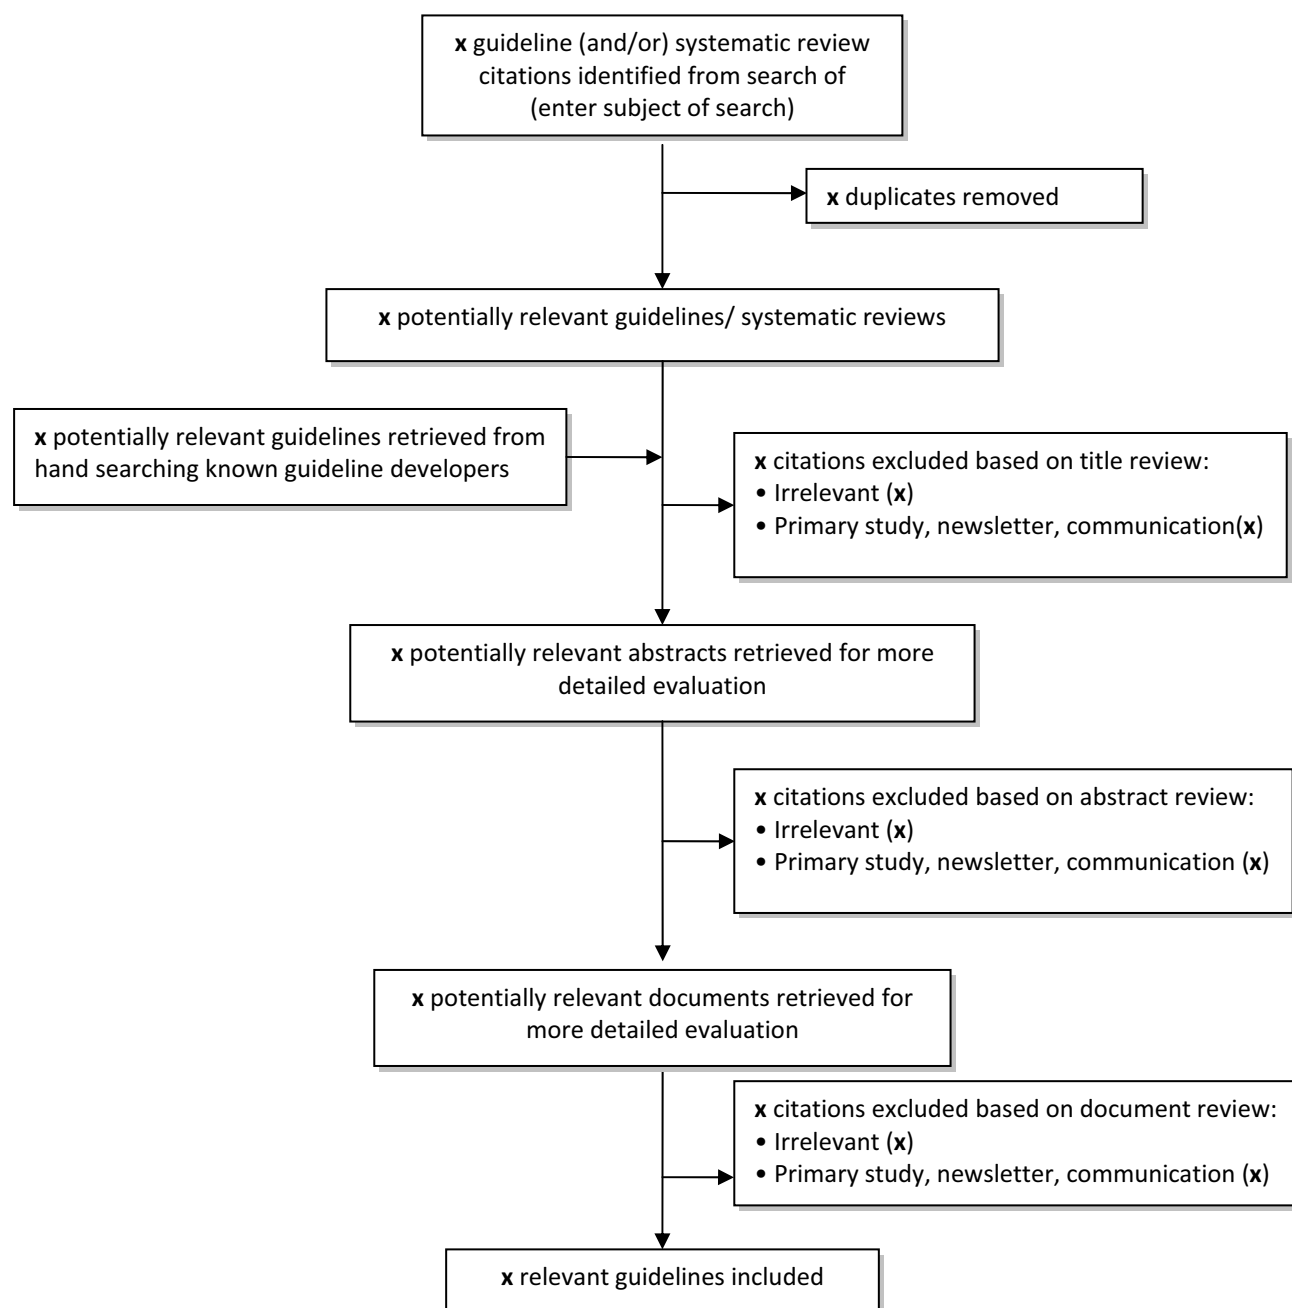 x guideline (and/or) systematic review
citations identified from search of
(enter subject of search)
x duplicates removed
x potentially relevant guidelines/ systematic reviews
x potentially relevant guidelines retrieved from
hand searching known guideline developers
x citations excluded based on title review:
• Irrelevant (x)
• Primary study, newsletter, communication(x)
x potentially relevant abstracts retrieved for more
detailed evaluation
x citations excluded based on abstract review:
• Irrelevant (x)
• Primary study, newsletter, communication (x)
x potentially relevant documents retrieved for
more detailed evaluation
x citations excluded based on document review:
• Irrelevant (x)
• Primary study, newsletter, communication (x)
x relevant guidelines included